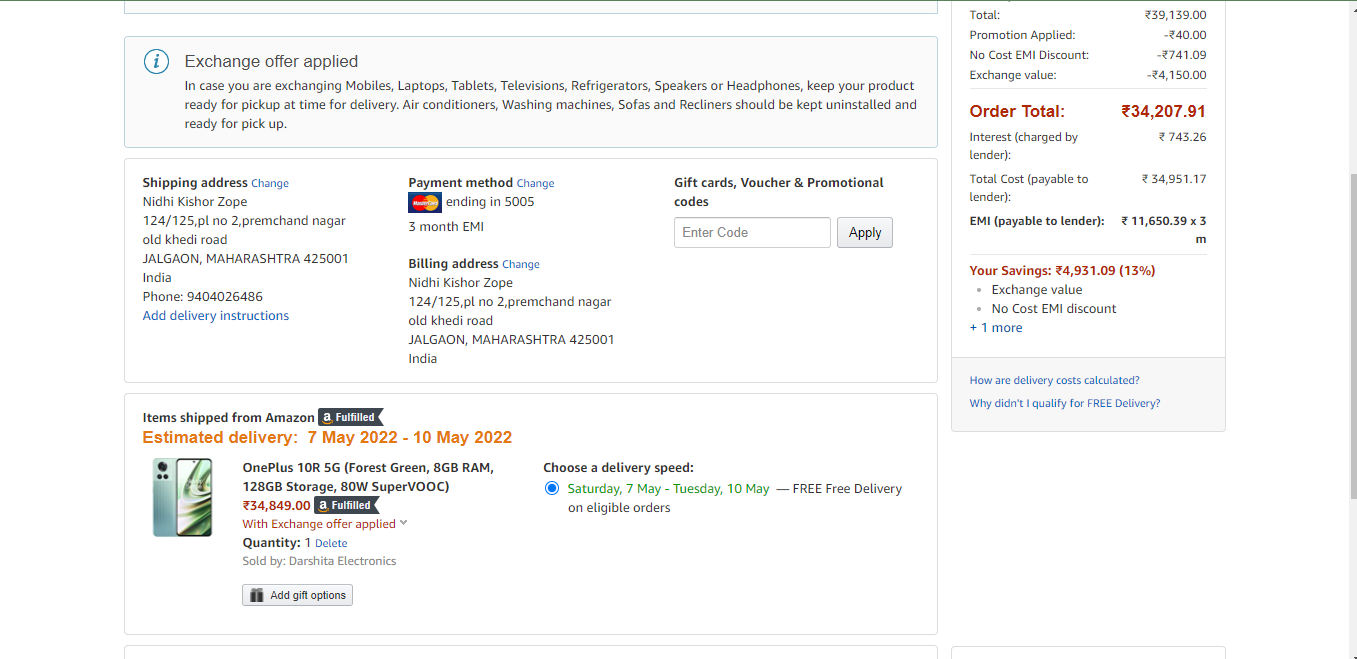 Exchange offer applied
In case you are exchanging Mobiles, Laptops, Tablets, Televisions, Refrigerators, Speakers or Headphones, keep your product
ready for pickup at time for delivery. Air conditioners, Washing machines, Sofas and Recliners should be kept uninstalled and
ready for pick up.
Shipping address Change
Nidhi Kishor Zope
124/125,pl no 2,premchand nagar
old khedi road
JALGAON, MAHARASHTRA 425001
India
Phone: 9404026486
Add delivery instructions
Payment method Change
MasterCard ending in 5005
3 month EMI
Billing address Change
Nidhi Kishor Zope
124/125,pl no 2,premchand nagar
old khedi road
JALGAON, MAHARASHTRA 425001
India
Gift cards, Voucher & Promotional
codes
Enter Code Apply
Items shipped from Amazon a Fulfilled
Estimated delivery: 7 May 2022 - 10 May 2022
OnePlus 10R 5G (Forest Green, 8GB RAM,
128GB Storage, 80W SuperVOOC)
₹34,849.00 a Fulfilled
With Exchange offer applied
Quantity: 1 Delete
Sold by: Darshita Electronics
Add gift options
Choose a delivery speed:
Saturday, 7 May - Tuesday, 10 May — FREE Free Delivery
on eligible orders
Total: ₹39,139.00
Promotion Applied: -₹40.00
No Cost EMI Discount: -₹741.09
Exchange value: -₹4,150.00
Order Total: ₹34,207.91
Interest (charged by ₹ 743.26
lender):
Total Cost (payable to ₹ 34,951.17
lender):
EMI (payable to lender): ₹ 11,650.39 x 3
m
Your Savings: ₹4,931.09 (13%)
Exchange value
No Cost EMI discount
+ 1 more
How are delivery costs calculated?
Why didn't I qualify for FREE Delivery?